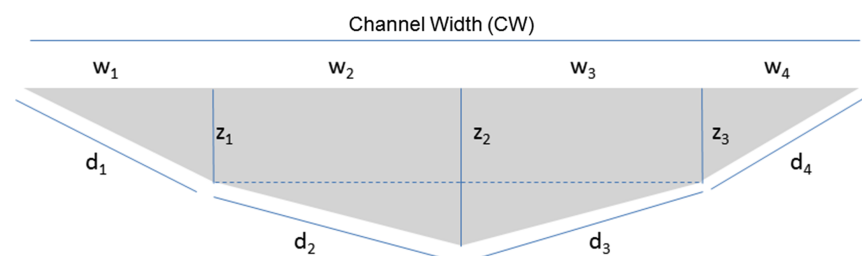 Channel Width (CW)
w₁ w₂ w₃ w₄
z₁ z₂ z₃
d₁ d₄
d₂ d₃